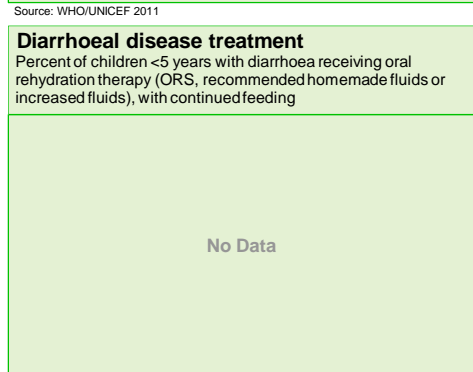 Source: WHO/UNICEF 2011
Diarrhoeal disease treatment
Percent of children <5 years with diarrhoea receiving oral
rehydration therapy (ORS, recommended homemade fluids or
increased fluids), with continued feeding
No Data